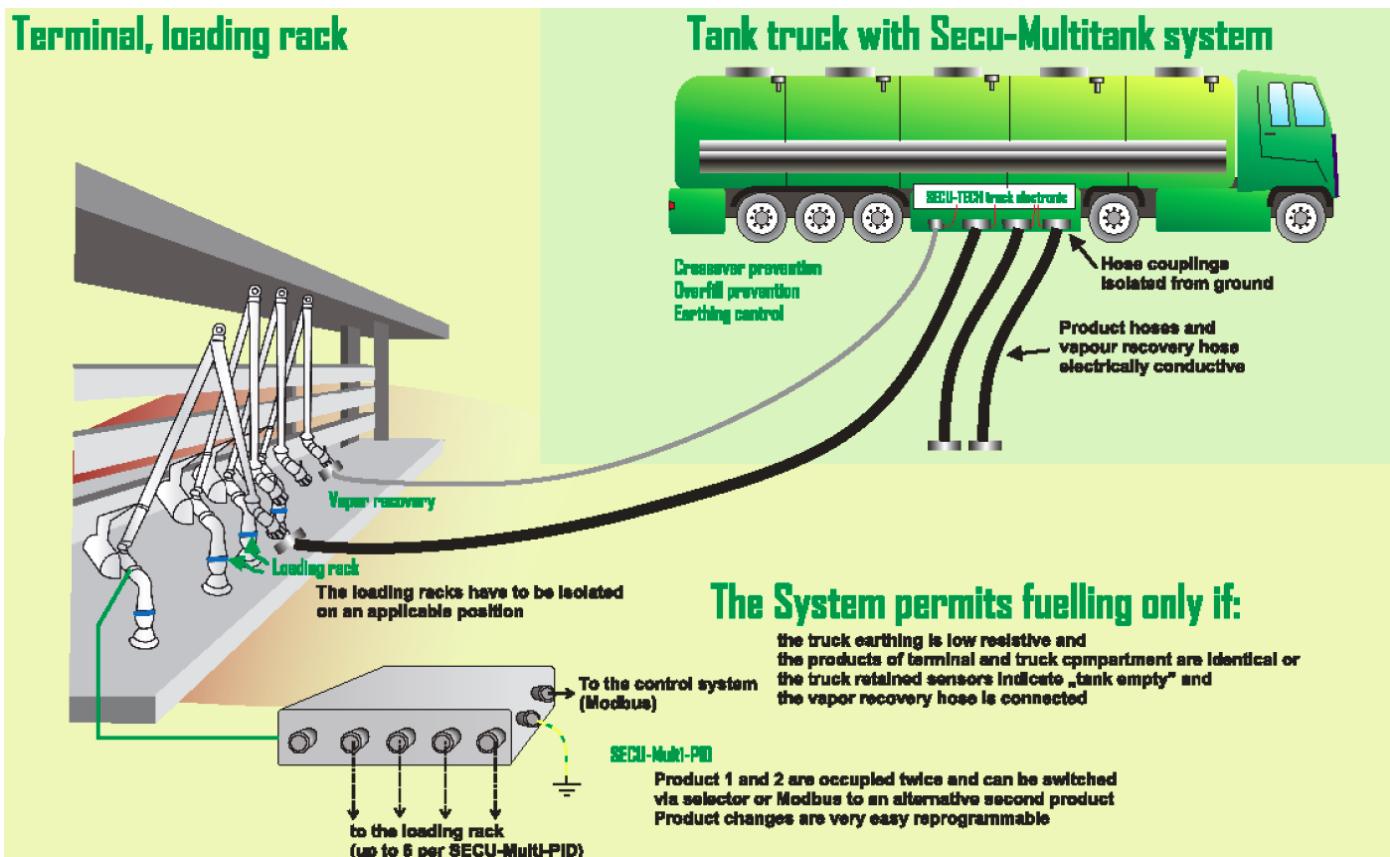 Terminal, loading rack
Tank truck with Secu-Multitank system
SECU-TECH truck electronic
Crossover prevention
Overfill prevention
Earthing control
Hose couplings
isolated from ground
Product hoses and
vapour recovery hose
electrically conductive
Vapor recovery
Loading rack
The loading racks have to be isolated
on an applicable position
The System permits fuelling only if:
the truck earthing is low resistive and
the products of terminal and truck cpmpartment are identical or
the truck retained sensors indicate „tank empty" and
the vapor recovery hose is connected
To the control system
(Modbus)
SECU-Multi-PID
Product 1 and 2 are occupied twice and can be switched
via selector or Modbus to an alternative second product
Product changes are very easy reprogrammable
to the loading rack
(up to 6 per SECU-Multi-PID)